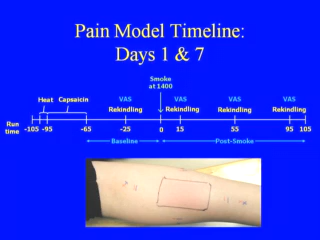 Pain Model Timeline:
Days 1 & 7
Smoke
at 1400
Heat Capsaicin VAS VAS VAS VAS
Rekindling Rekindling Rekindling Rekindling
Run
time
-105 -95 -65 -25 0 15 55 95 105
Baseline Post-Smoke